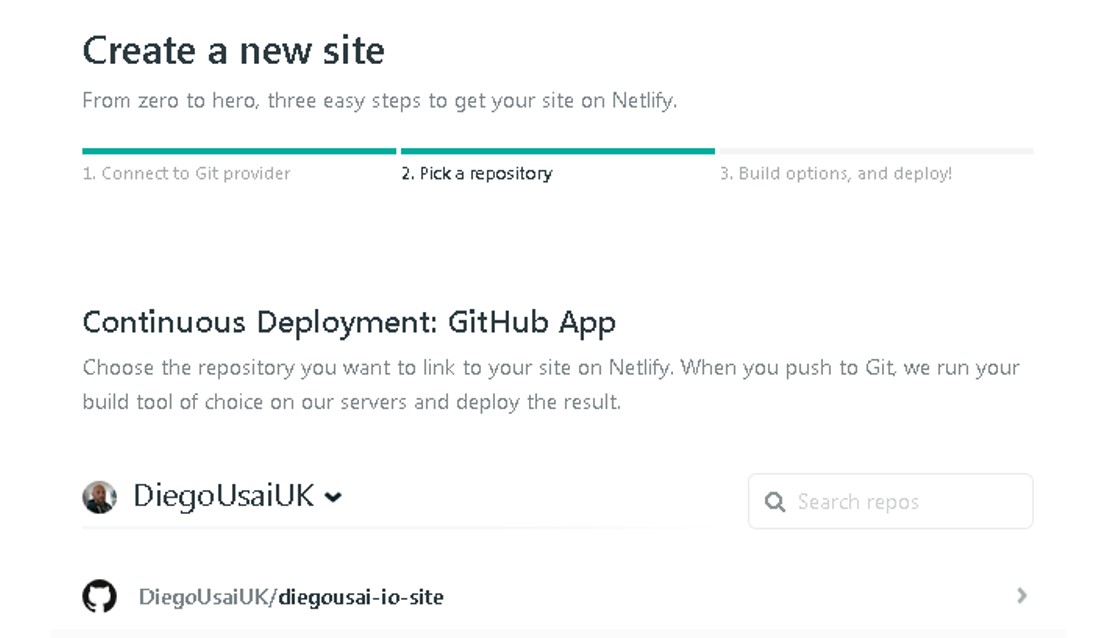 Create a new site
From zero to hero, three easy steps to get your site on Netlify.
1. Connect to Git provider
2. Pick a repository
3. Build options, and deploy!
Continuous Deployment: GitHub App
Choose the repository you want to link to your site on Netlify. When you push to Git, we run your
build tool of choice on our servers and deploy the result.
DiegoUsaiUK
Search repos
DiegoUsaiUK/diegousai-io-site